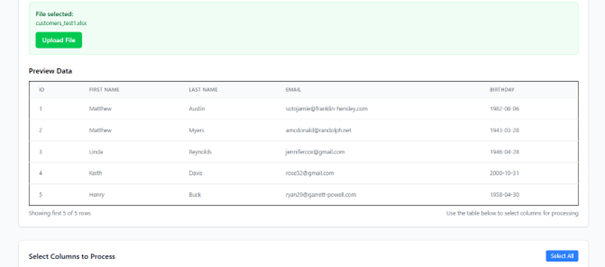 File selected:
customers_test1.xlsx
Upload File
Preview Data
ID FIRST NAME LAST NAME EMAIL BIRTHDAY
1 Matthew Austin sotojamie@franklin-hensley.com 1982-08-06
2 Matthew Myers amcdonald@randolph.net 1943-03-28
3 Linda Reynolds jennifercox@gmail.com 1946-04-28
4 Keith Davis rose32@gmail.com 2000-10-31
5 Henry Buck ryan29@garrett-powell.com 1958-04-30
Showing first 5 of 5 rows Use the table below to select columns for processing
Select Columns to Process Select All